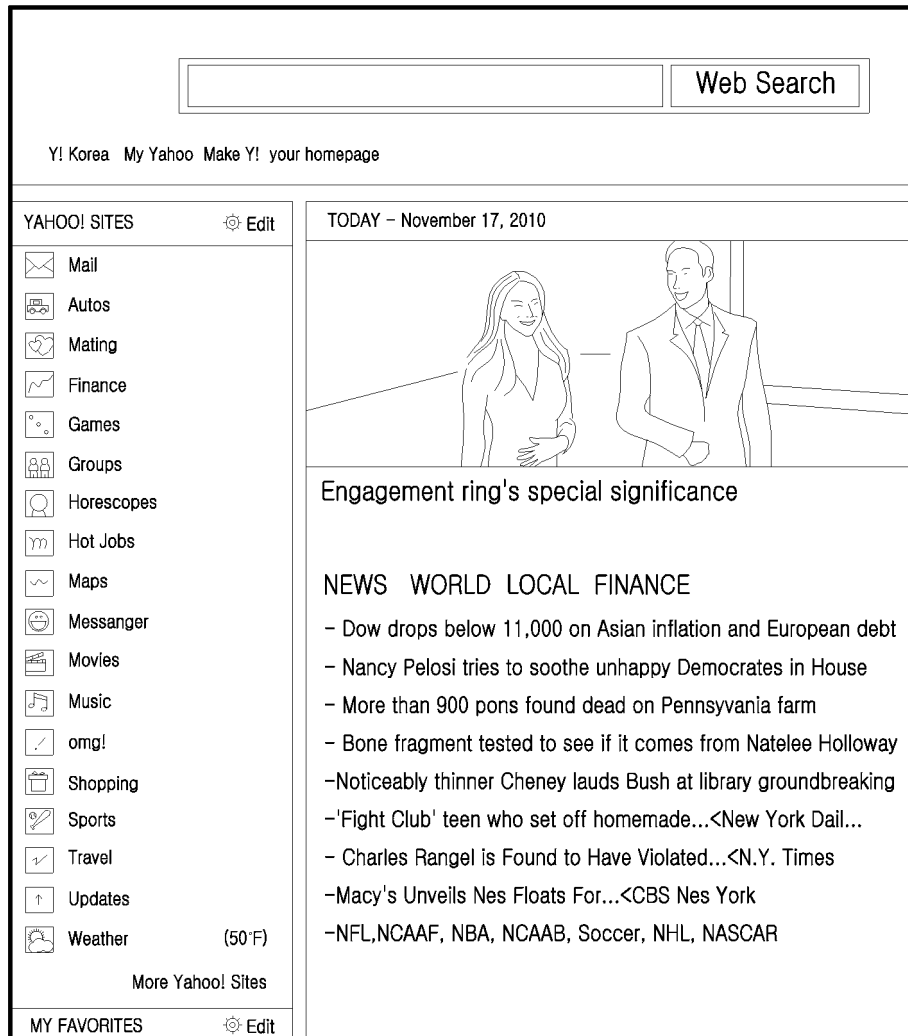 Web Search
Y! Korea My Yahoo Make Y! your homepage
YAHOO! SITES Edit
Mail
Autos
Mating
Finance
Games
Groups
Horescopes
Hot Jobs
Maps
Messanger
Movies
Music
omg!
Shopping
Sports
Travel
Updates
Weather (50°F)
More Yahoo! Sites
MY FAVORITES Edit
TODAY - November 17, 2010
Engagement ring's special significance
NEWS WORLD LOCAL FINANCE
- Dow drops below 11,000 on Asian inflation and European debt
- Nancy Pelosi tries to soothe unhappy Democrates in House
- More than 900 pons found dead on Pennsyvania farm
- Bone fragment tested to see if it comes from Natelee Holloway
-Noticeably thinner Cheney lauds Bush at library groundbreaking
-'Fight Club' teen who set off homemade...<New York Dail...
- Charles Rangel is Found to Have Violated...<N.Y. Times
-Macy's Unveils Nes Floats For...<CBS Nes York
-NFL,NCAAF, NBA, NCAAB, Soccer, NHL, NASCAR